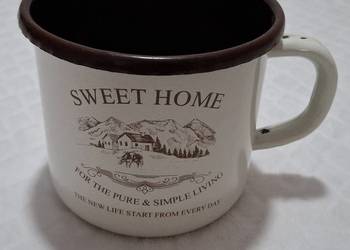 SWEET HOME
FOR THE PURE & SIMPLE LIVING
THE NEW LIFE START FROM EVERY DAY